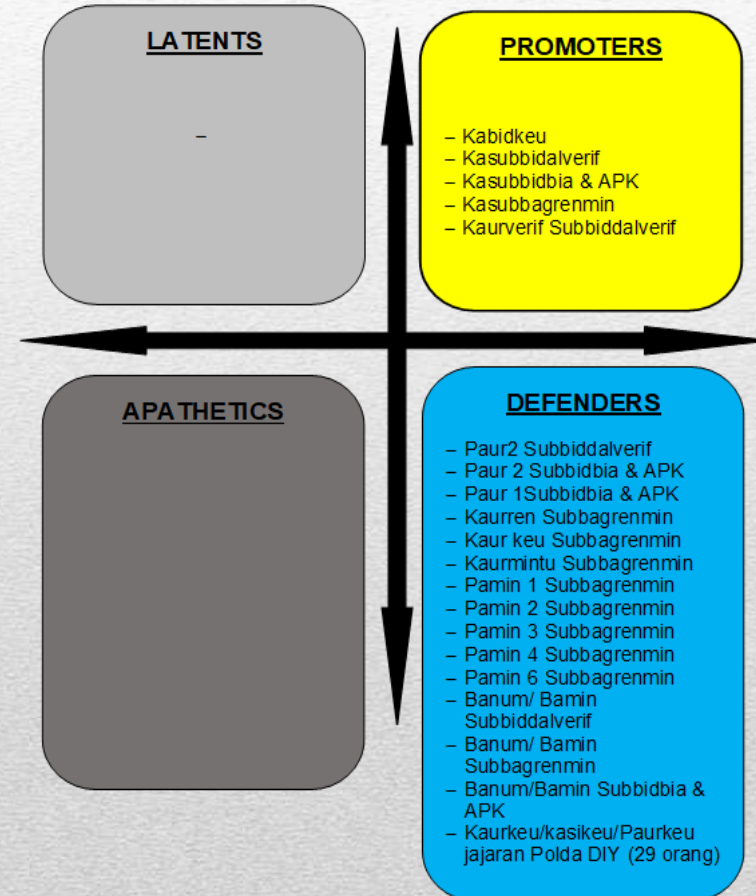 LATENTS
–
PROMOTERS
– Kabidkeu
– Kasubbidalverif
– Kasubbidbia & APK
– Kasubbagrenmin
– Kaurverif Subbiddalverif
APATHETICS
DEFENDERS
– Paur2 Subbiddalverif
– Paur 2 Subbidbia & APK
– Paur 1Subbidbia & APK
– Kaurren Subbagrenmin
– Kaur keu Subbagrenmin
– Kaurmintu Subbagrenmin
– Pamin 1 Subbagrenmin
– Pamin 2 Subbagrenmin
– Pamin 3 Subbagrenmin
– Pamin 4 Subbagrenmin
– Pamin 6 Subbagrenmin
– Banum/ Bamin
Subbiddalverif
– Banum/ Bamin
Subbagrenmin
– Banum/Bamin Subbidbia &
APK
– Kaurkeu/kasikeu/Paurkeu
jajaran Polda DIY (29 orang)